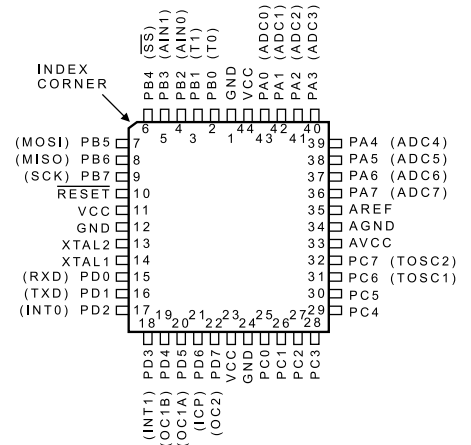 INDEX
CORNER
PB4 (SS)
PB3 (AIN1)
PB2 (AIN0)
PB1 (T1)
PB0 (T0)
GND
VCC
PA0 (ADC0)
PA1 (ADC1)
PA2 (ADC2)
PA3 (ADC3)
6 5 4 3 2 1 44 43 42 41 40
(MOSI) PB5 7
(MISO) PB6 8
(SCK) PB7 9
RESET 10
VCC 11
GND 12
XTAL2 13
XTAL1 14
(RXD) PD0 15
(TXD) PD1 16
(INT0) PD2 17
39 PA4 (ADC4)
38 PA5 (ADC5)
37 PA6 (ADC6)
36 PA7 (ADC7)
35 AREF
34 AGND
33 AVCC
32 PC7 (TOSC2)
31 PC6 (TOSC1)
30 PC5
29 PC4
18 19 20 21 22 23 24 25 26 27 28
(INT1) PD3
(OC1B) PD4
(OC1A) PD5
(ICP) PD6
(OC2) PD7
VCC
GND
PC0
PC1
PC2
PC3